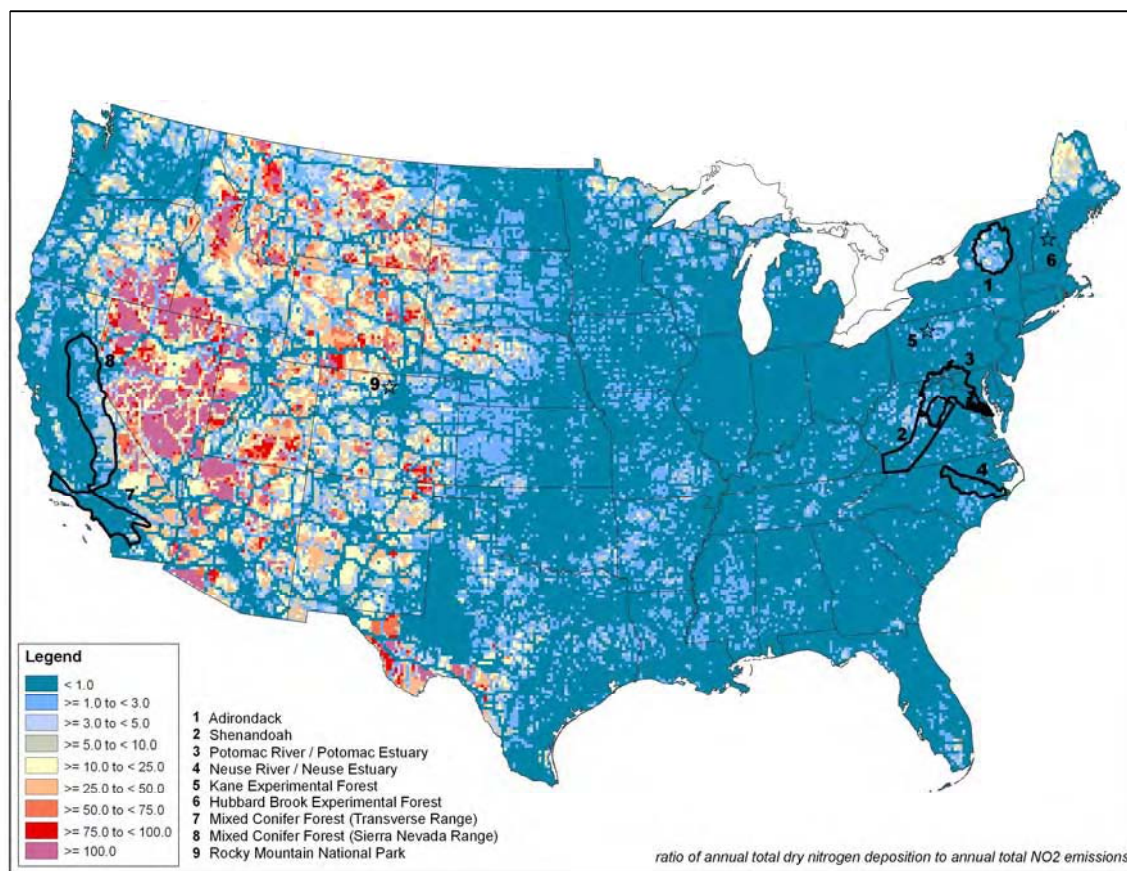 1
6
5
3
2
4
8
9
7
Legend
< 1.0
>= 1.0 to < 3.0
>= 3.0 to < 5.0
>= 5.0 to < 10.0
>= 10.0 to < 25.0
>= 25.0 to < 50.0
>= 50.0 to < 75.0
>= 75.0 to < 100.0
>= 100.0
1 Adirondack
2 Shenandoah
3 Potomac River / Potomac Estuary
4 Neuse River / Neuse Estuary
5 Kane Experimental Forest
6 Hubbard Brook Experimental Forest
7 Mixed Conifer Forest (Transverse Range)
8 Mixed Conifer Forest (Sierra Nevada Range)
9 Rocky Mountain National Park
ratio of annual total dry nitrogen deposition to annual total NO2 emissions